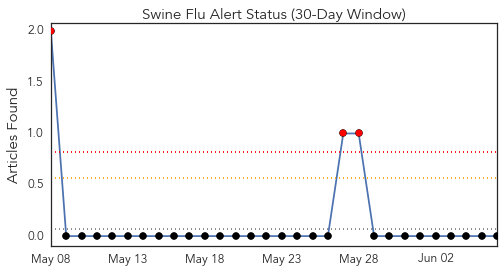 Swine Flu Alert Status (30-Day Window)
Articles Found
2.0
1.5
1.0
0.5
0.0
May 08
May 13
May 18
May 23
May 28
Jun 02